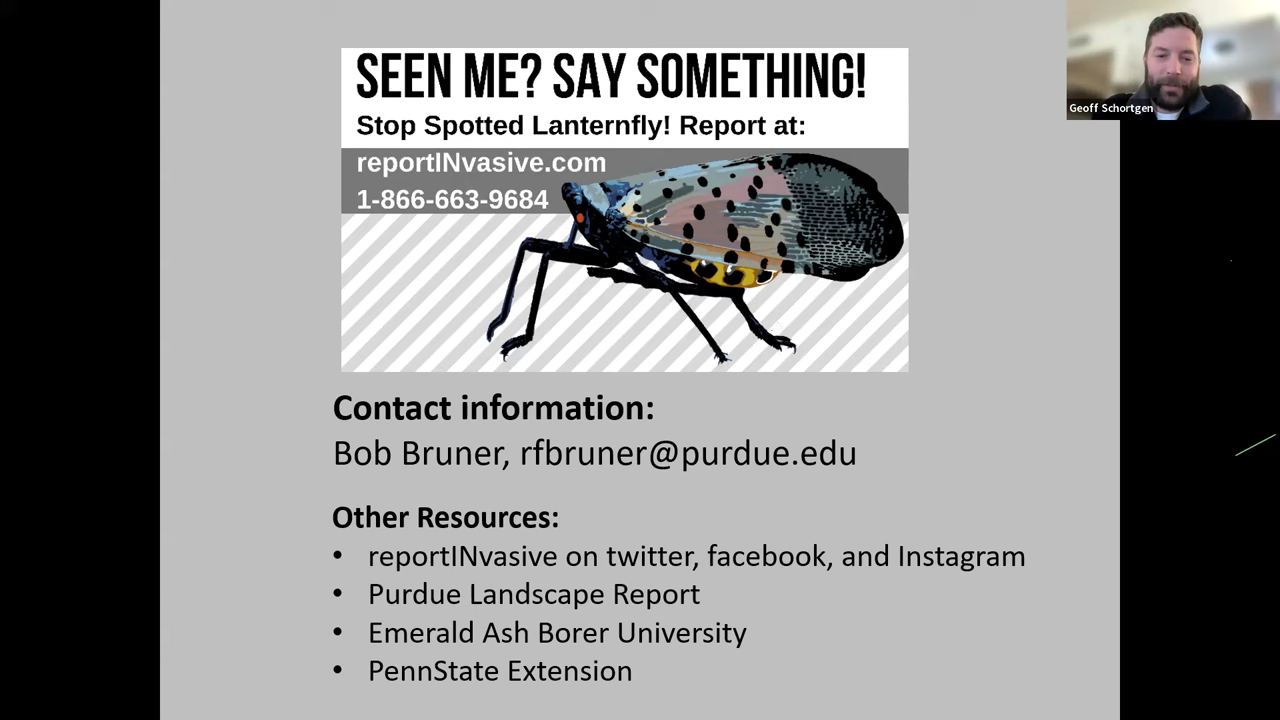 SEEN ME? SAY SOMETHING!
Stop Spotted Lanternfly! Report at:
reportINvasive.com
1-866-663-9684
Geoff Schortgen
Contact information:
Bob Bruner, rfbruner@purdue.edu
Other Resources:
• reportINvasive on twitter, facebook, and Instagram
• Purdue Landscape Report
• Emerald Ash Borer University
• PennState Extension